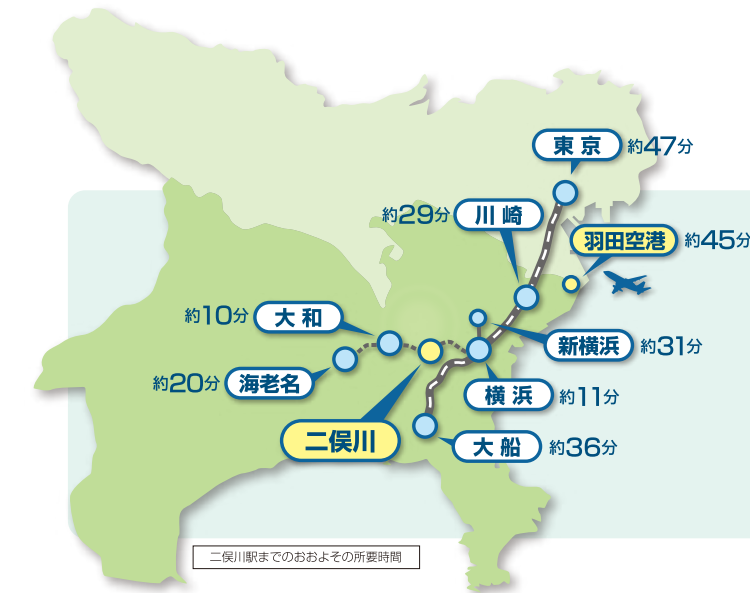 東京 約47分
約29分 川崎
羽田空港 約45分
約10分 大和
新横浜 約31分
約20分 海老名
横浜 約11分
二俣川
大船 約36分
二俣川駅までのおおよその所要時間